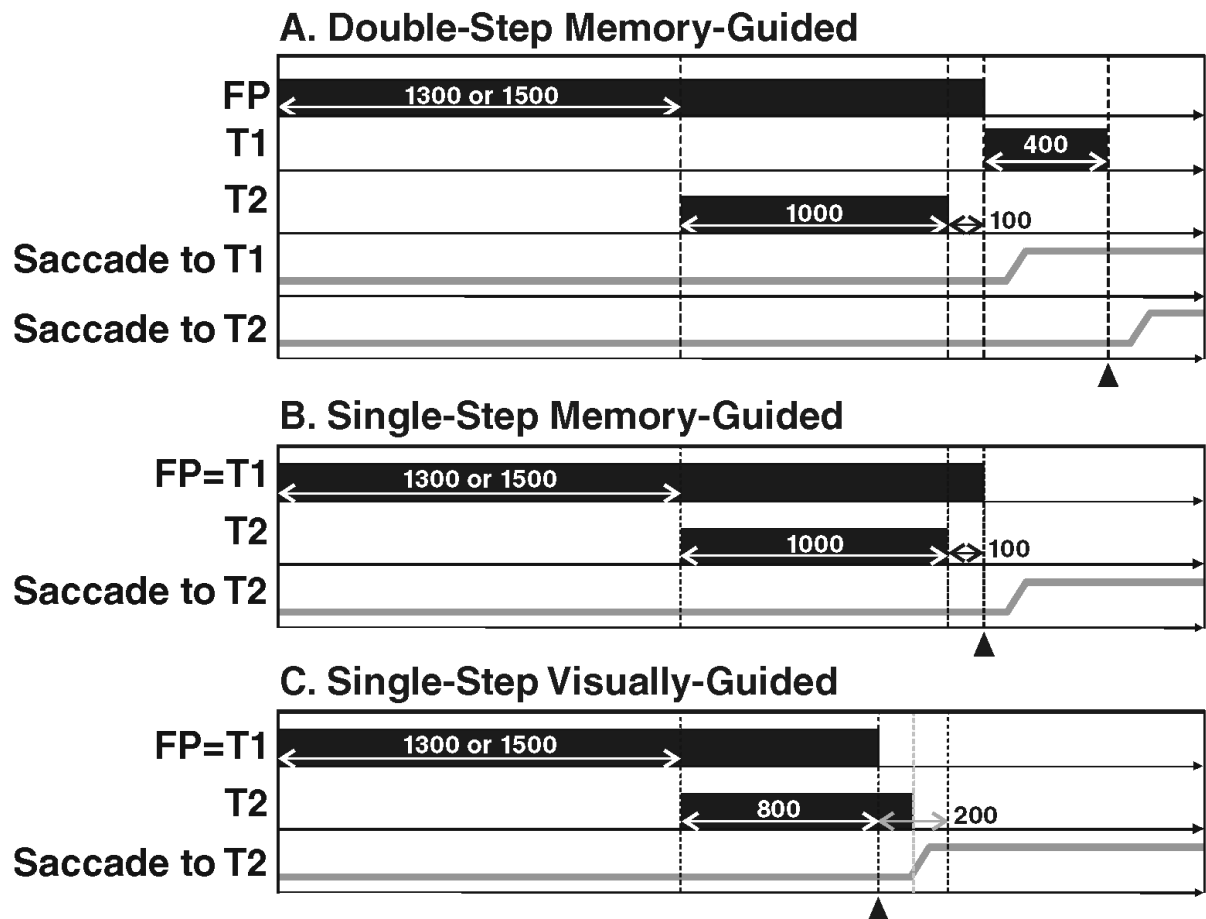 A. Double-Step Memory-Guided
FP
1300 or 1500
T1
400
T2
1000
100
Saccade to T1
Saccade to T2
B. Single-Step Memory-Guided
FP=T1
1300 or 1500
T2
1000
100
Saccade to T2
C. Single-Step Visually-Guided
FP=T1
1300 or 1500
T2
800
200
Saccade to T2